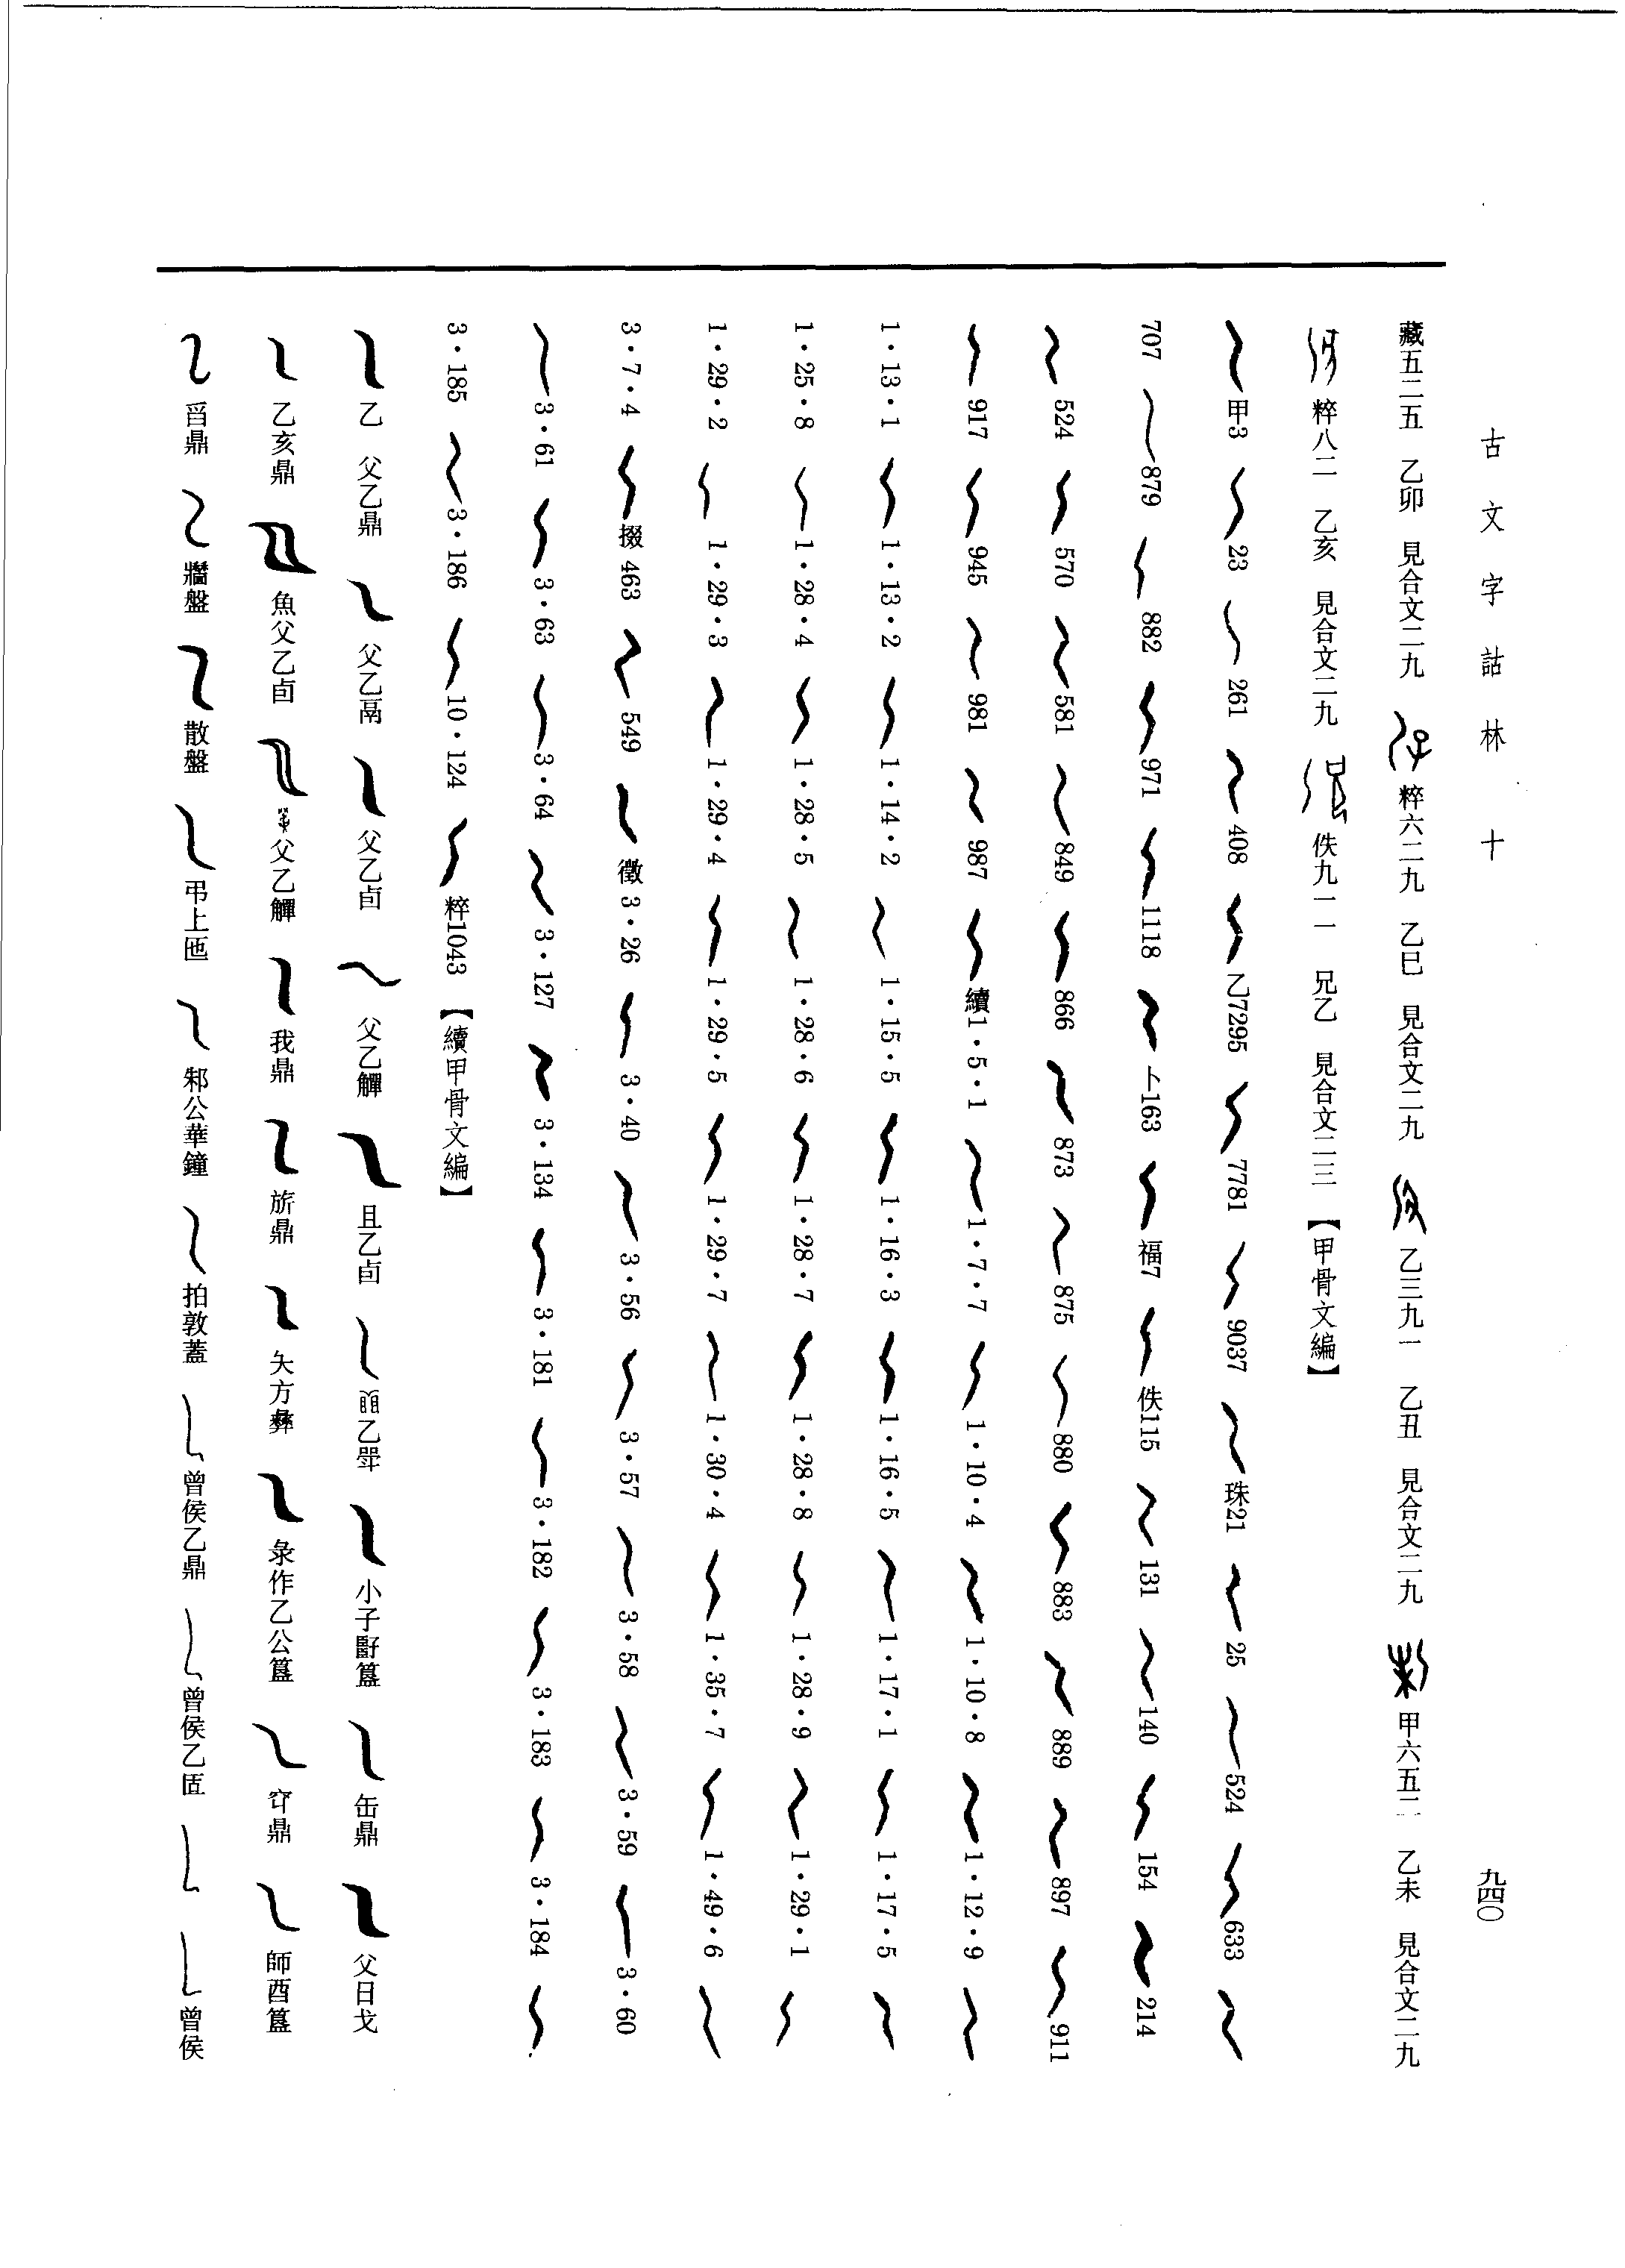 古文字詁林 十
九四〇
藏五二五 乙卯 見合文二九 粹六二九 乙巳 見合文二九 乙三九一 乙丑 見合文二九 甲六五二 乙未 見合文二九
粹八二 乙亥 見合文二九 佚九一一 兄乙 見合文二三 【甲骨文編】
甲3 23 261 408 乙7295 7781 9037 珠21 25 524 633
707 879 882 971 1118 卜163 福7 佚115 131 140 154 214
524 570 581 849 866 873 875 880 883 889 897 911
917 945 981 987 續1·5·1 1·7·7 1·10·4 1·10·8 1·12·9
1·13·1 1·13·2 1·14·2 1·15·5 1·16·3 1·16·5 1·17·1 1·17·5
1·25·8 1·28·4 1·28·5 1·28·6 1·28·7 1·28·8 1·28·9 1·29·1
1·29·2 1·29·3 1·29·4 1·29·5 1·29·7 1·30·4 1·35·7 1·49·6
3·7·4 掇463 549 徵3·26 3·40 3·56 3·57 3·58 3·59 3·60
3·61 3·63 3·64 3·127 3·134 3·181 3·182 3·183 3·184
3·185 3·186 10·124 粹1043 【續甲骨文編】
乙 父乙鼎 父乙鬲 父乙卣 父乙觶 且乙卣 乙斝 小子簋 缶鼎 父日戈
乙亥鼎 魚父乙卣 父乙觶 我鼎 旂鼎 夨方彝 彔作乙公簋 鼎 師酉簋
舀鼎 牆盤 散盤 弔上匜 邾公華鐘 拍敦蓋 曾侯乙鼎 曾侯乙匜 曾侯